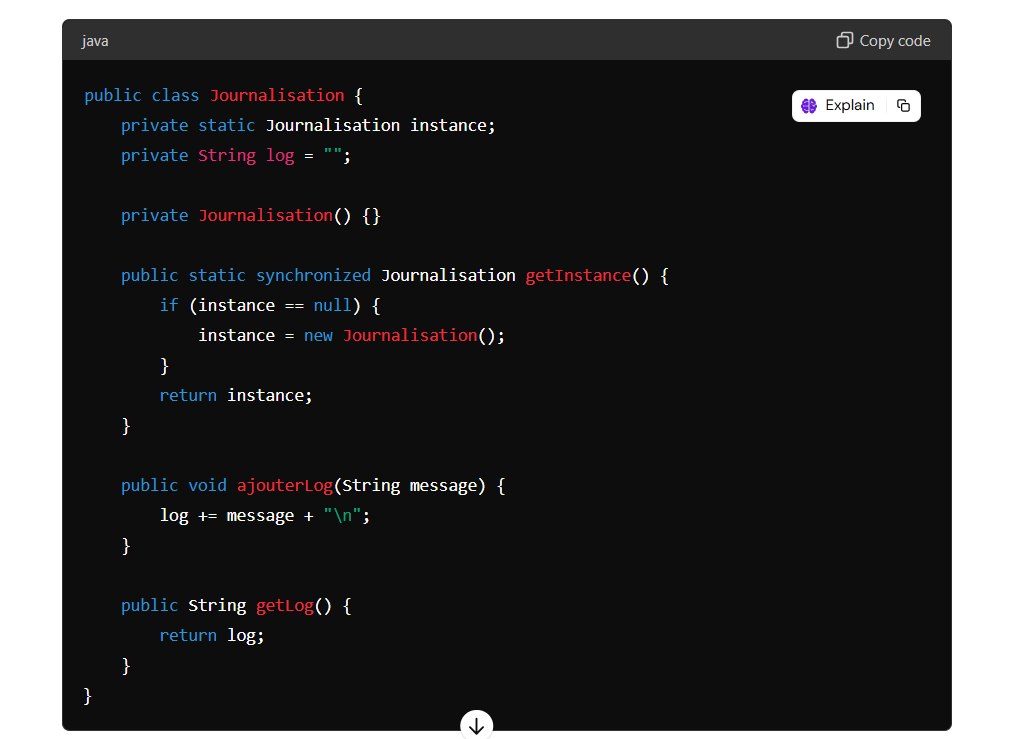 java
Copy code
public class Journalisation {
Explain
    private static Journalisation instance;
    private String log = "";
    private Journalisation() {}
    public static synchronized Journalisation getInstance() {
        if (instance == null) {
            instance = new Journalisation();
        }
        return instance;
    }
    public void ajouterLog(String message) {
        log += message + "\n";
    }
    public String getLog() {
        return log;
    }
}